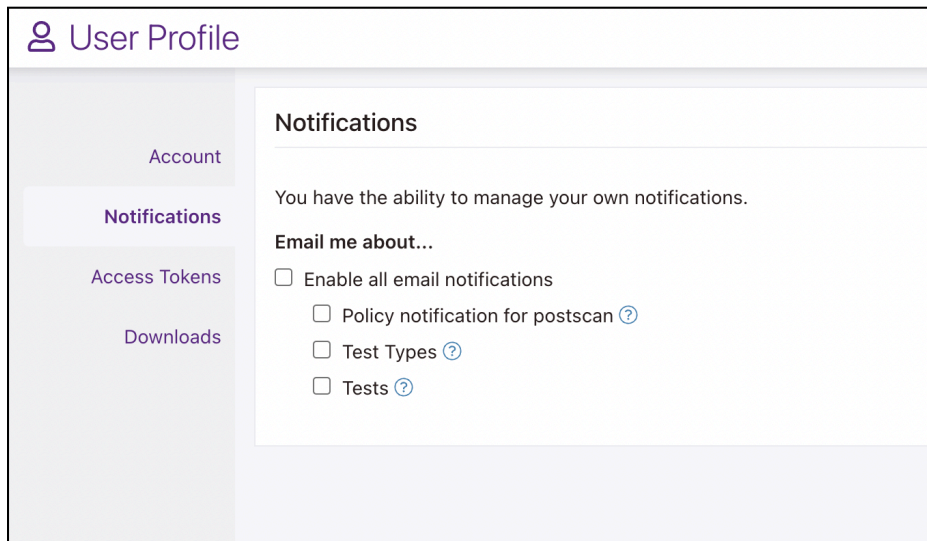 User Profile
Account
Notifications
Access Tokens
Downloads
Notifications
You have the ability to manage your own notifications.
Email me about...
Enable all email notifications
Policy notification for postscan ?
Test Types ?
Tests ?